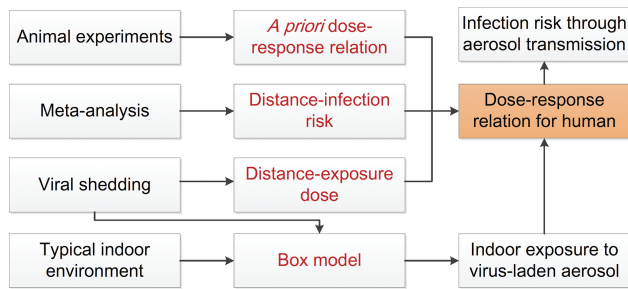 Animal experiments
A priori dose-
response relation
Infection risk through
aerosol transmission
Meta-analysis
Distance-infection
risk
Dose-response
relation for human
Viral shedding
Distance-exposure
dose
Typical indoor
environment
Box model
Indoor exposure to
virus-laden aerosol